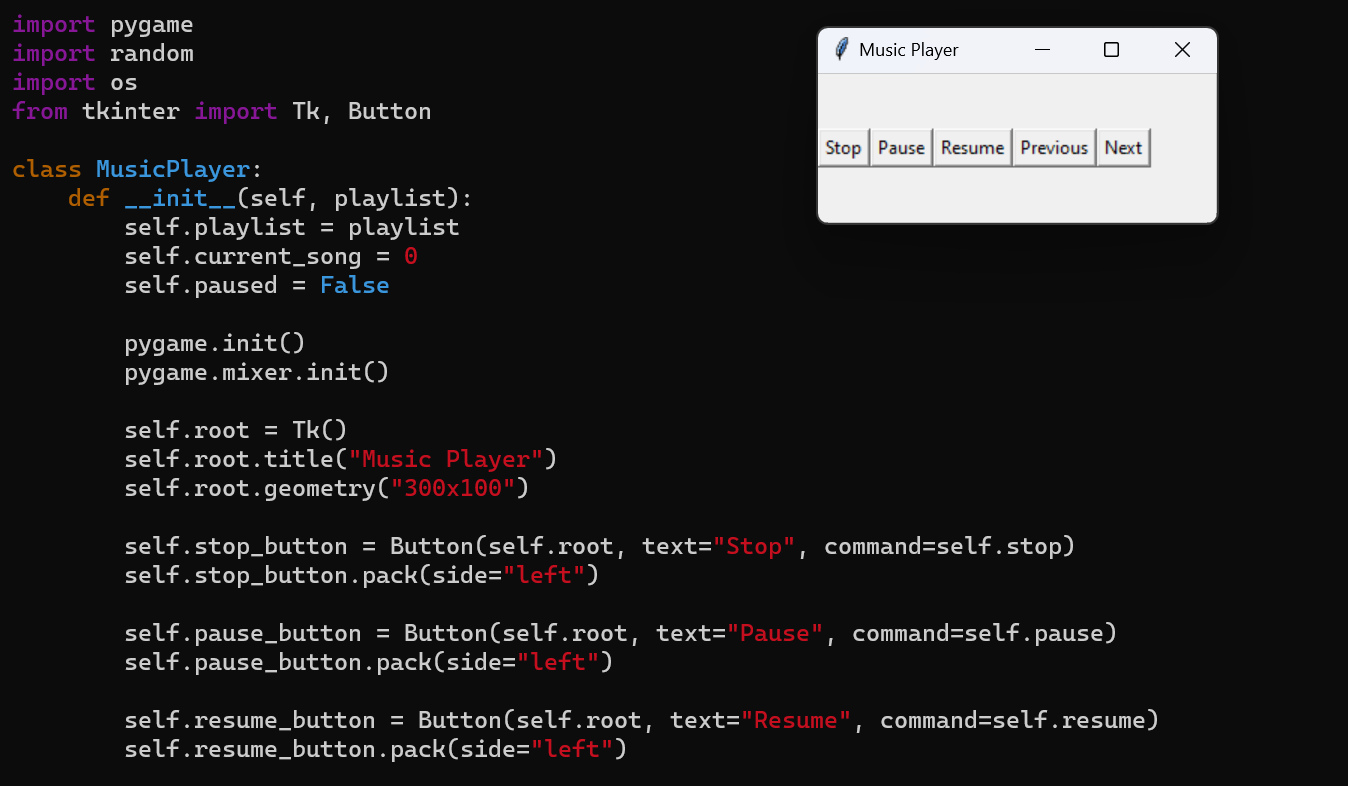 import pygame
import random
import os
from tkinter import Tk, Button
class MusicPlayer:
    def __init__(self, playlist):
        self.playlist = playlist
        self.current_song = 0
        self.paused = False
        pygame.init()
        pygame.mixer.init()
        self.root = Tk()
        self.root.title("Music Player")
        self.root.geometry("300x100")
        self.stop_button = Button(self.root, text="Stop", command=self.stop)
        self.stop_button.pack(side="left")
        self.pause_button = Button(self.root, text="Pause", command=self.pause)
        self.pause_button.pack(side="left")
        self.resume_button = Button(self.root, text="Resume", command=self.resume)
        self.resume_button.pack(side="left")
Music Player
Stop Pause Resume Previous Next